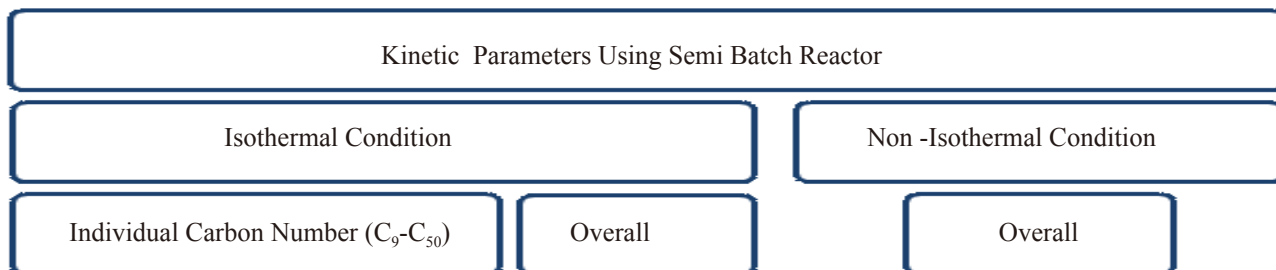 Kinetic Parameters Using Semi Batch Reactor
Isothermal Condition
Non -Isothermal Condition
Individual Carbon Number (C₉-C₅₀)
Overall
Overall